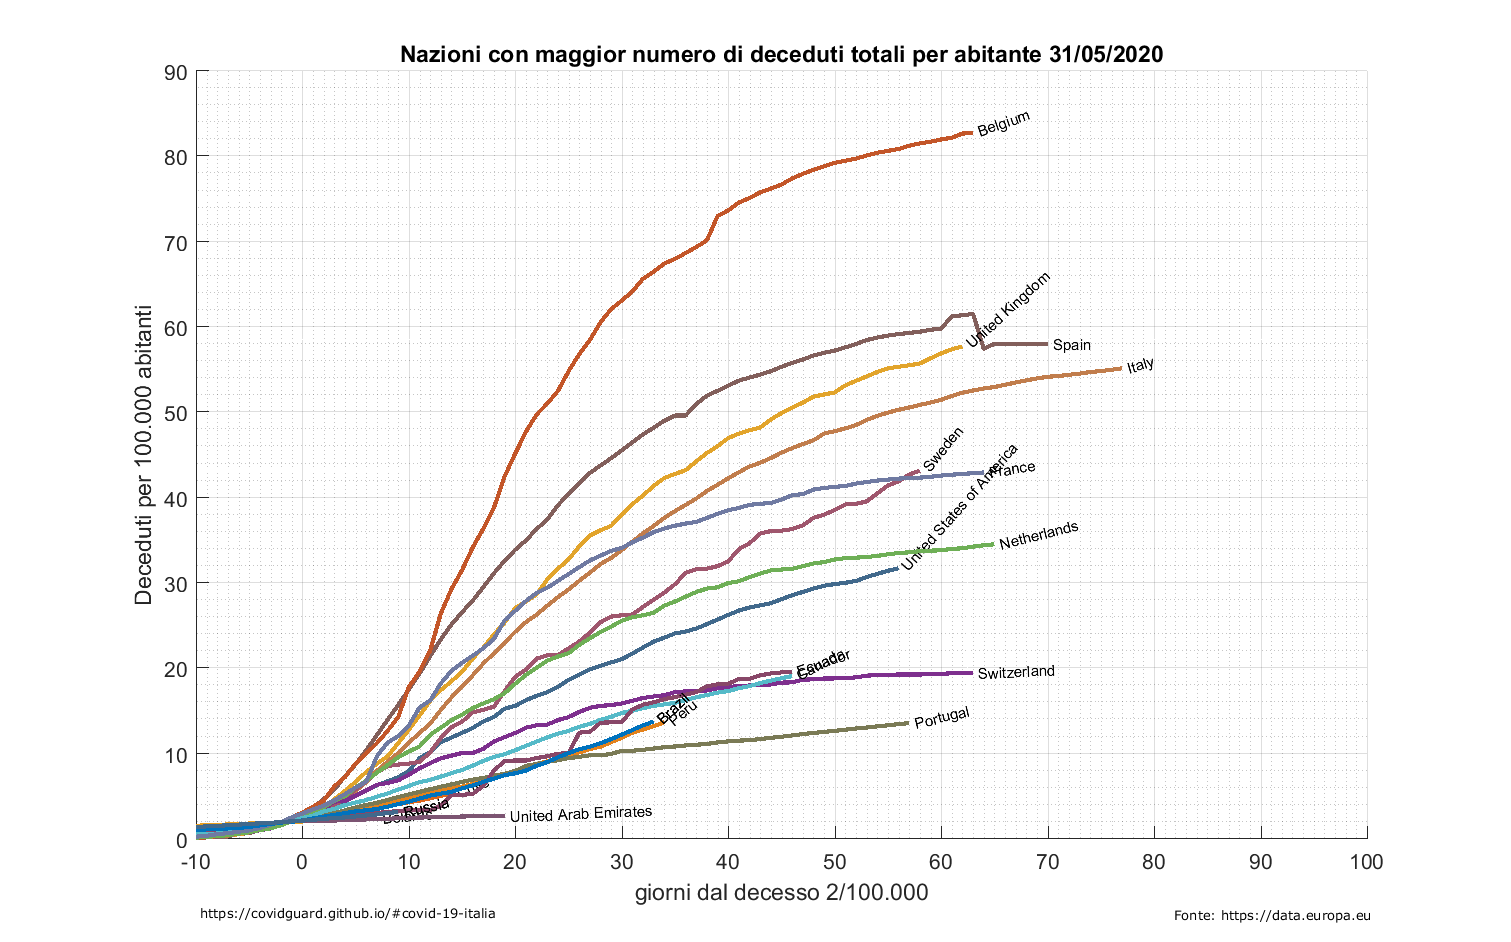 Nazioni con maggior numero di deceduti totali per abitante 31/05/2020
Deceduti per 100.000 abitanti
90
80
70
60
50
40
30
20
10
0
Belgium
United Kingdom
Spain
Italy
Sweden
United States of America
France
Netherlands
Ecuador
Canada
Switzerland
Brazil
Peru
Portugal
Russia
United Arab Emirates
-10
0
10
20
30
40
50
60
70
80
90
100
giorni dal decesso 2/100.000
https://covidguard.github.io/#covid-19-italia
Fonte: https://data.europa.eu